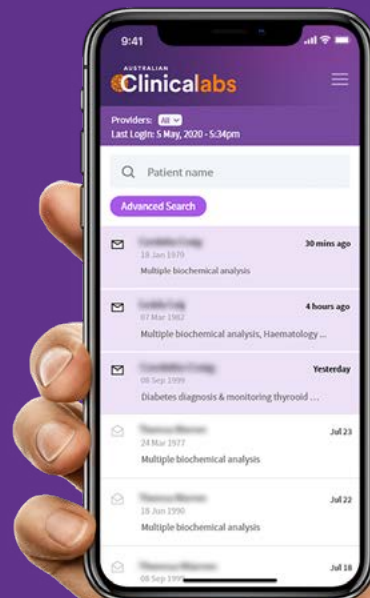 9:41
AUSTRALIAN
Clinicalabs
Providers: All
Last Login: 5 May, 2020 - 5:34pm
Patient name
Advanced Search
30 mins ago
18 Jan 1979
Multiple biochemical analysis
4 hours ago
07 Mar 1982
Multiple biochemical analysis, Haematology ...
Yesterday
08 Sep 1999
Diabetes diagnosis & monitoring thyrooid ...
Jul 23
24 Mar 1977
Multiple biochemical analysis
Jul 22
18 Jun 1990
Multiple biochemical analysis
Jul 18
08 Sep